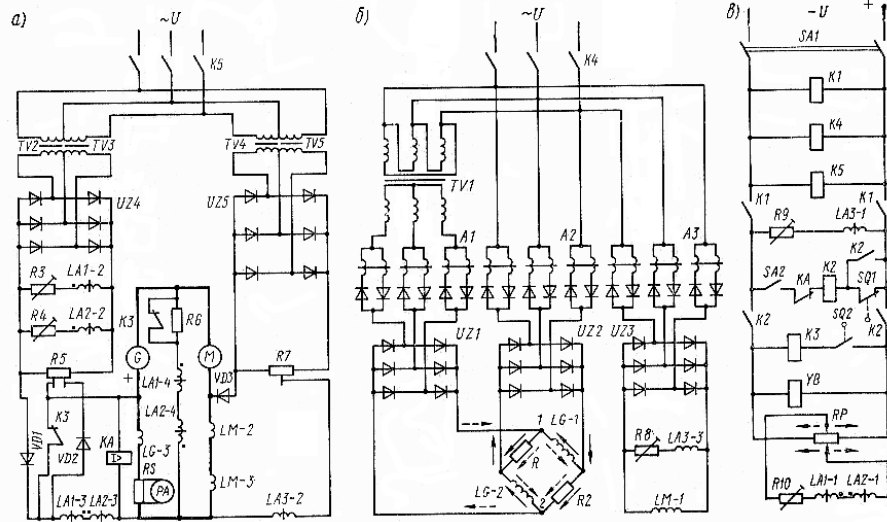 а)
~U
K5
TV2
TV3
TV4
TV5
UZ4
UZ5
R3
LA1-2
R4
LA2-2
K3
R6
G
+
M
R5
R7
VD3
LA1-4
LA2-4
K3
VD1
VD2
KA
I>
LG-3
LM-2
RS
PA
LM-3
LA1-3
LA2-3
LA3-2
б)
~U
K4
TV1
A1
A2
A3
UZ1
UZ2
UZ3
1
LG-1
R
R8
LA3-3
LG-2
2
R2
LM-1
в)
-U
+
SA1
K1
K4
K5
K1
K1
R9
LA3-1
K2
SA2
KA
K2
SQ1
K2
SQ2
K2
K3
YB
RP
R10
LA1-1
LA2-1